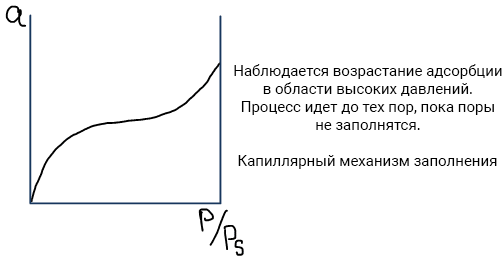 a
Наблюдается возрастание адсорбции
в области высоких давлений.
Процесс идет до тех пор, пока поры
не заполнятся.
Капиллярный механизм заполнения
P/Ps